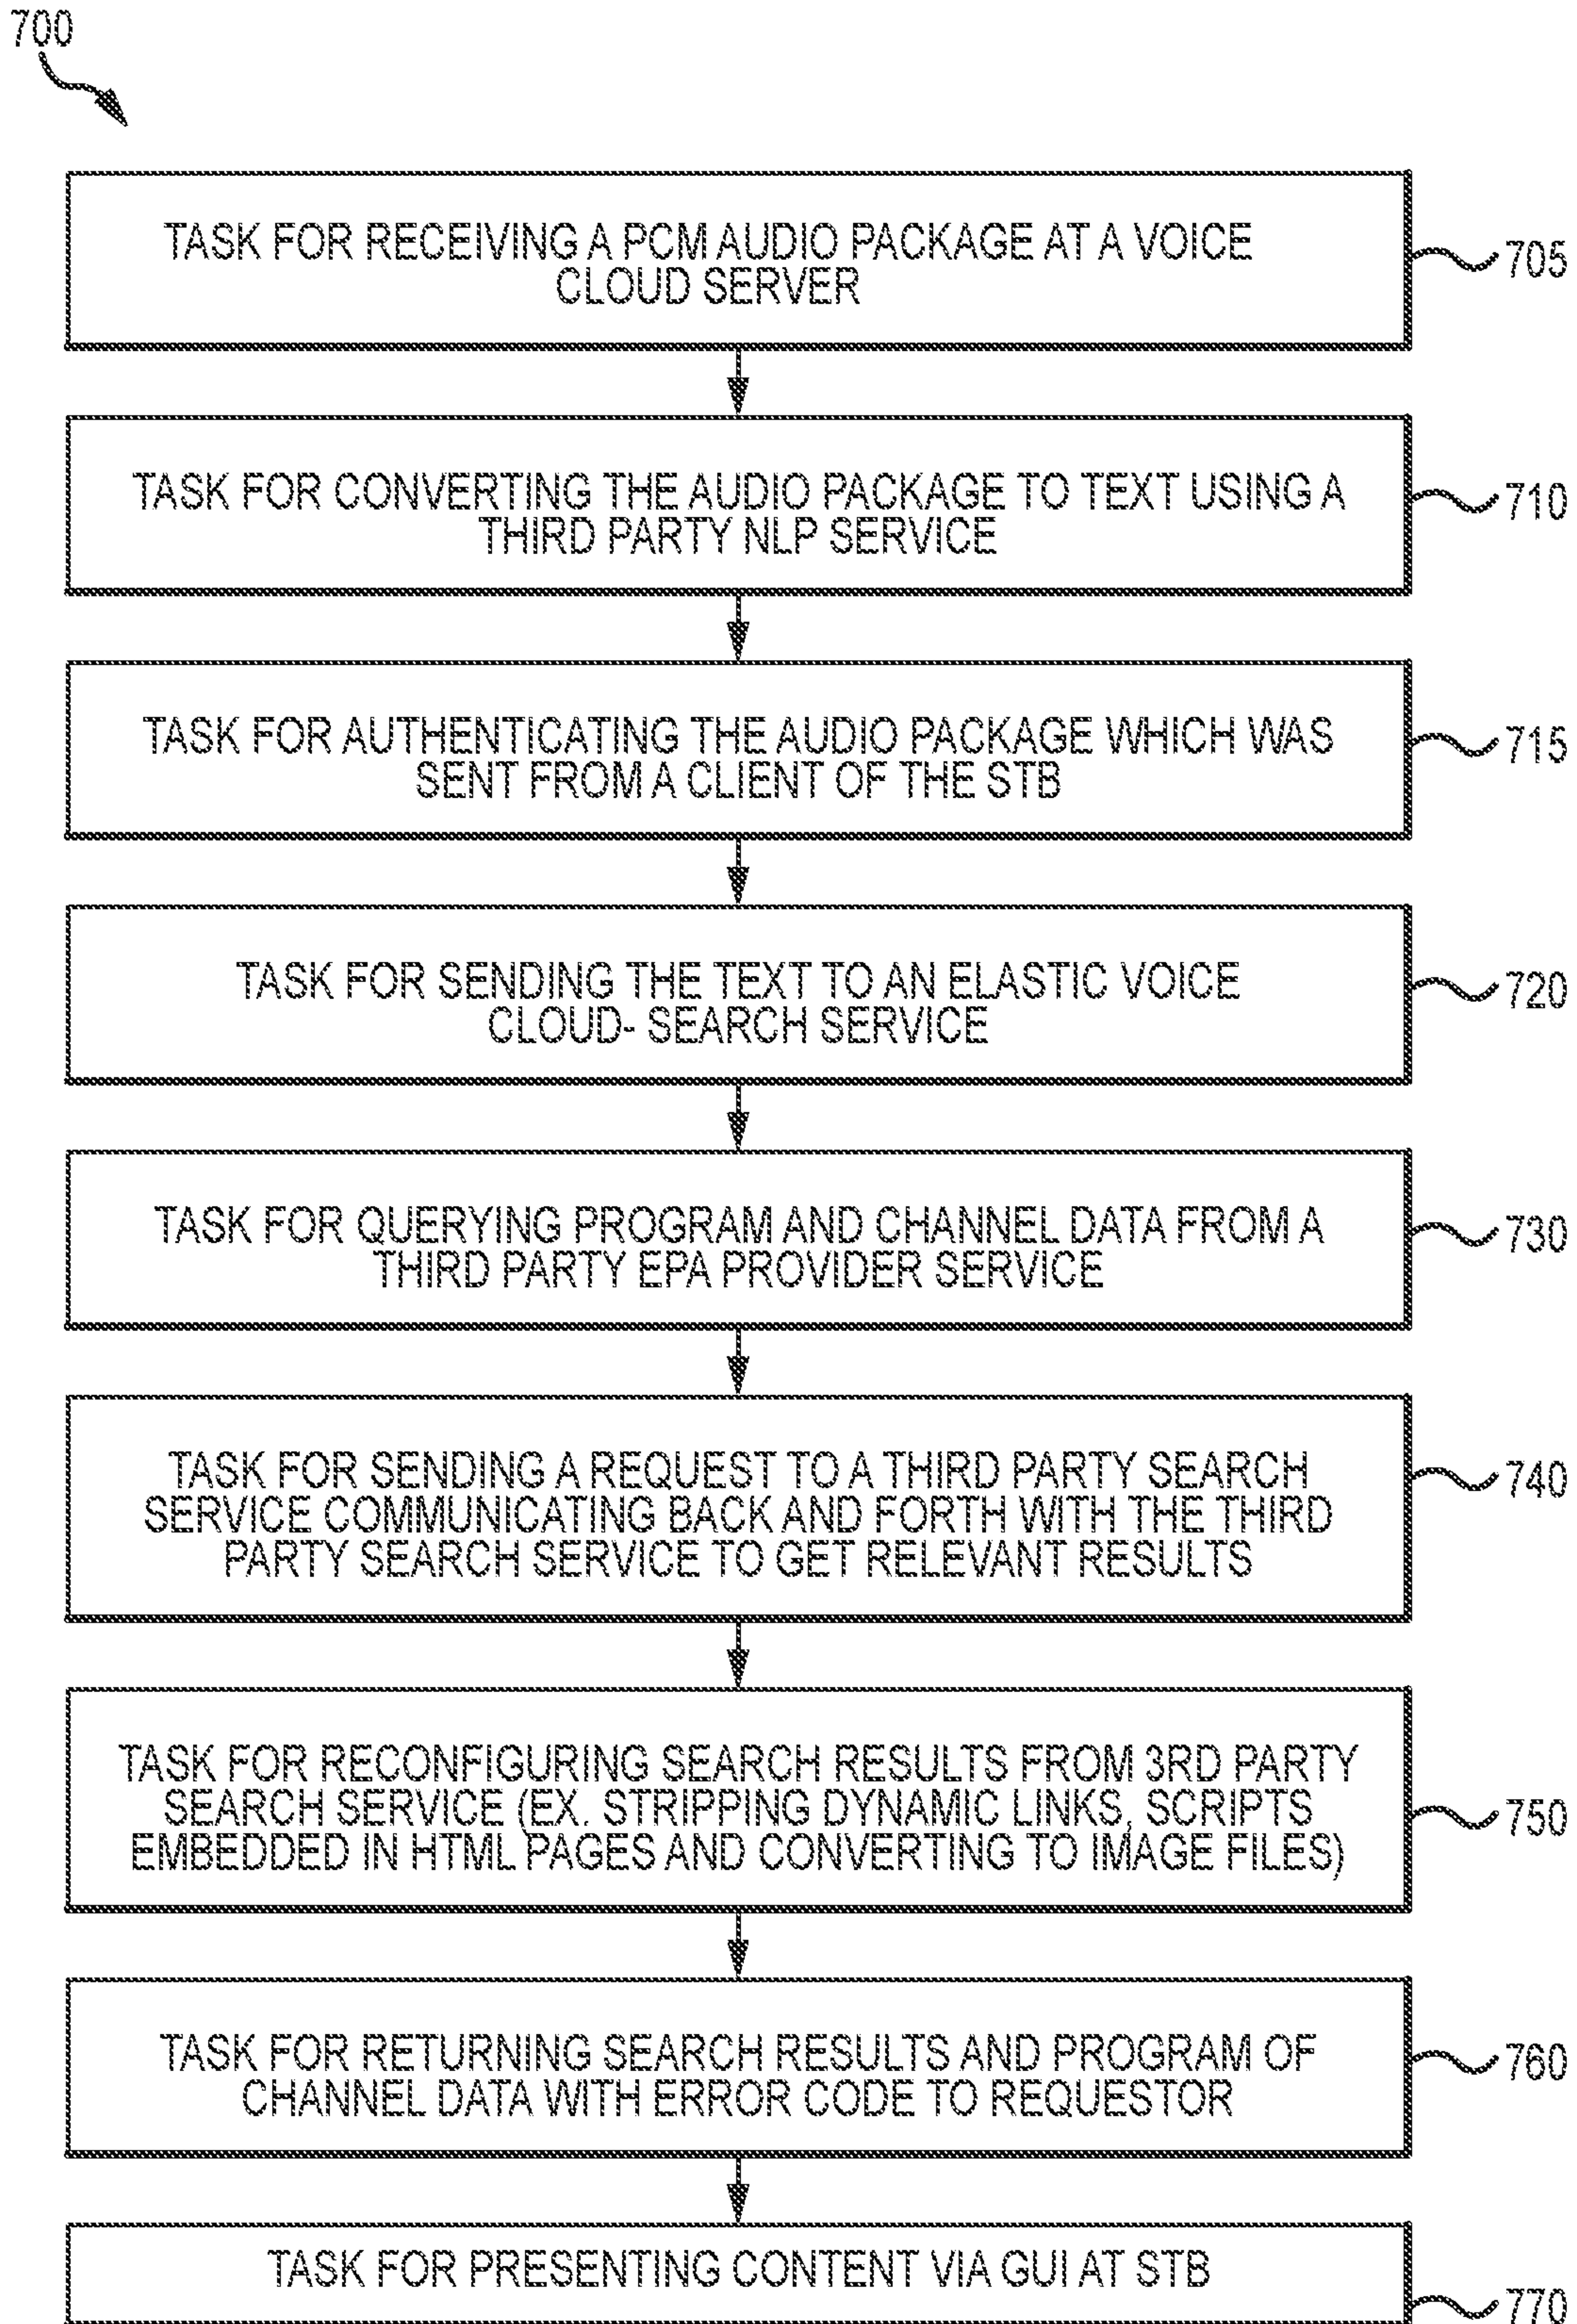 700
TASK FOR RECEIVING A PCM AUDIO PACKAGE AT A VOICE
CLOUD SERVER
705
TASK FOR CONVERTING THE AUDIO PACKAGE TO TEXT USING A
THIRD PARTY NLP SERVICE
710
TASK FOR AUTHENTICATING THE AUDIO PACKAGE WHICH WAS
SENT FROM A CLIENT OF THE STB
715
TASK FOR SENDING THE TEXT TO AN ELASTIC VOICE
CLOUD- SEARCH SERVICE
720
TASK FOR QUERYING PROGRAM AND CHANNEL DATA FROM A
THIRD PARTY EPA PROVIDER SERVICE
730
TASK FOR SENDING A REQUEST TO A THIRD PARTY SEARCH
SERVICE COMMUNICATING BACK AND FORTH WITH THE THIRD
PARTY SEARCH SERVICE TO GET RELEVANT RESULTS
740
TASK FOR RECONFIGURING SEARCH RESULTS FROM 3RD PARTY
SEARCH SERVICE (EX. STRIPPING DYNAMIC LINKS, SCRIPTS
EMBEDDED IN HTML PAGES AND CONVERTING TO IMAGE FILES)
750
TASK FOR RETURNING SEARCH RESULTS AND PROGRAM OF
CHANNEL DATA WITH ERROR CODE TO REQUESTOR
760
TASK FOR PRESENTING CONTENT VIA GUI AT STB
770